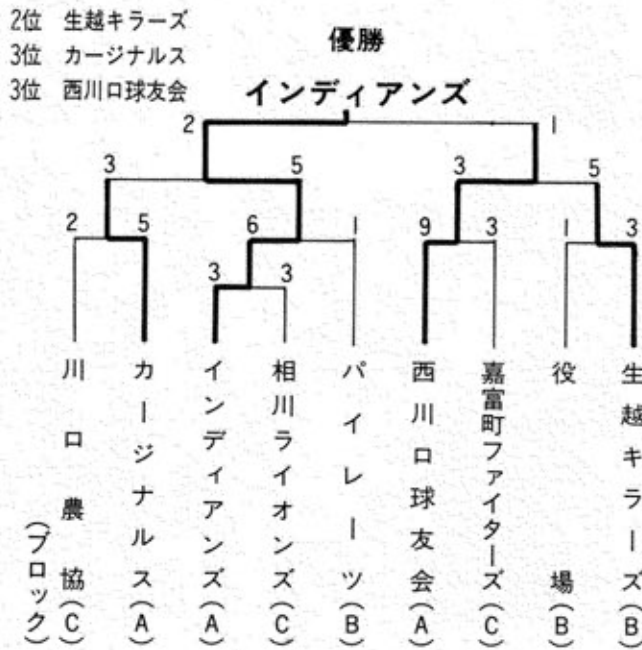 2位 生越キラーズ
3位 カージナルス
3位 西川口球友会
優勝
インディアンズ
2 1
3 5 3 5
2 5 6 1 9 3 1 3
3 3
川口農協(C)
カージナルス(A)
インディアンズ(A)
相川ライオンズ(C)
パイレーツ(B)
西川口球友会(A)
嘉富町ファイターズ(C)
役場(B)
生越キラーズ(B)
(ブロック)